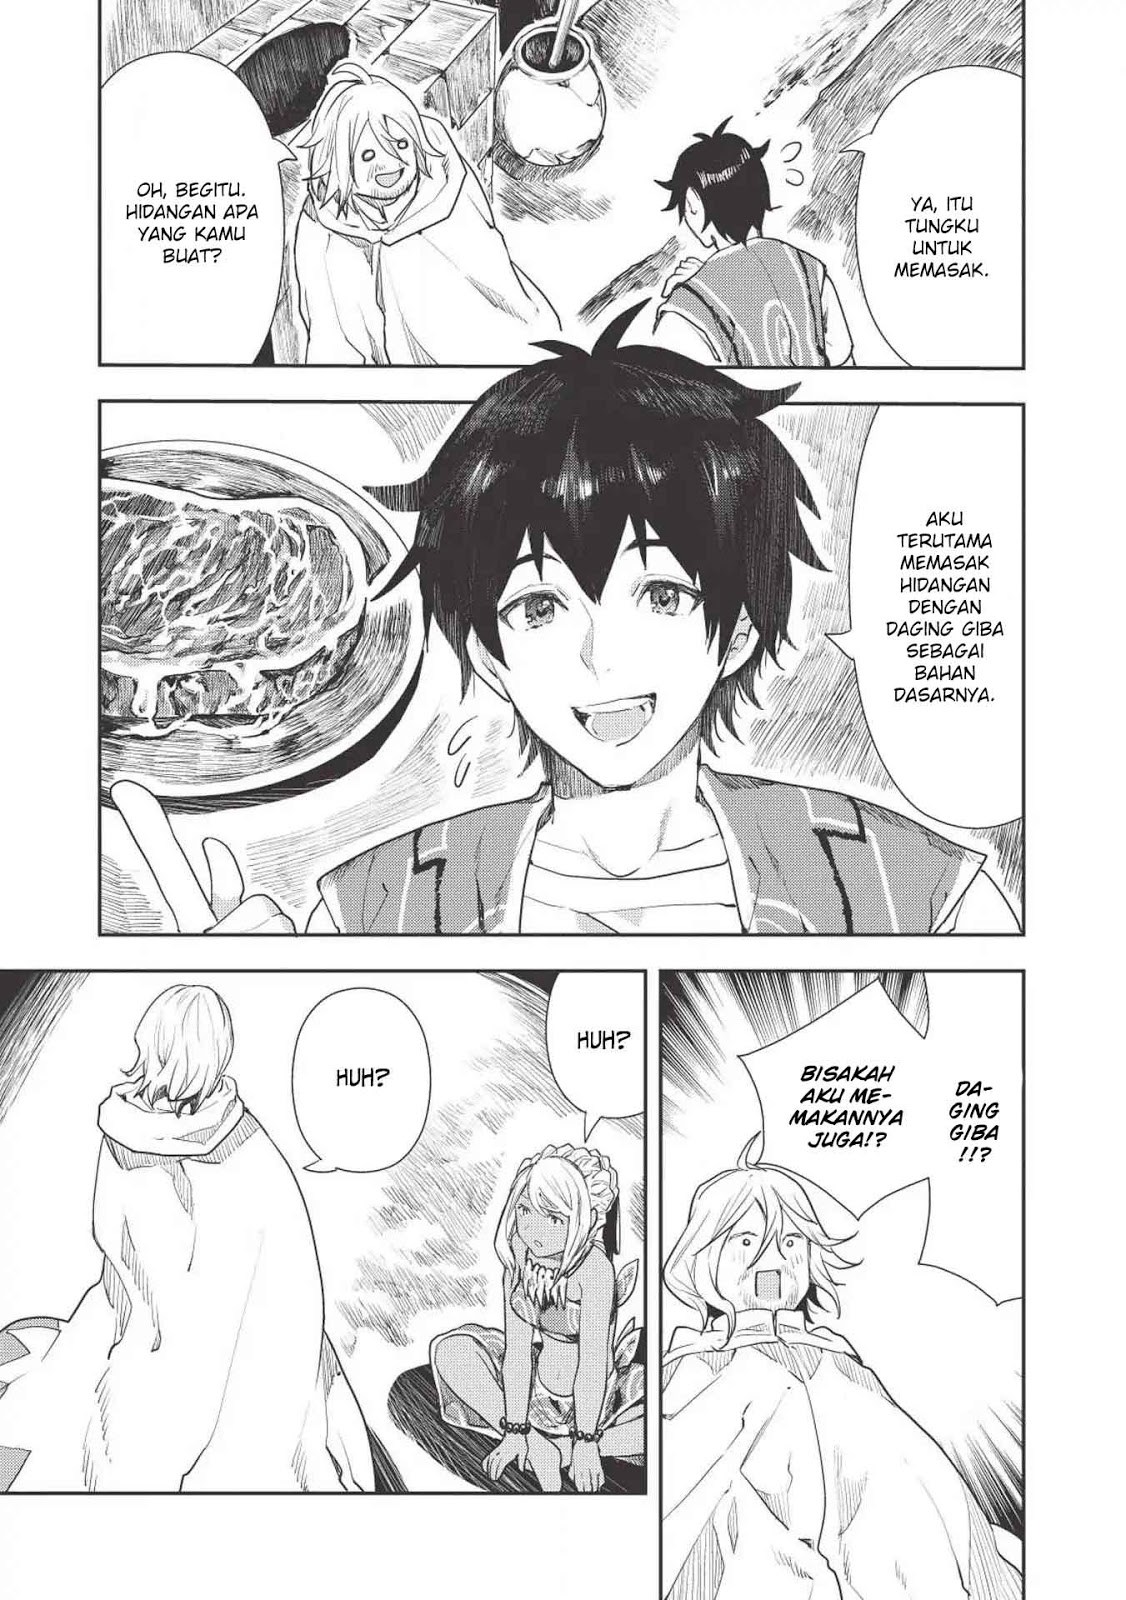 YA, ITU
TUNGKU
UNTUK
MEMASAK.
OH, BEGITU.
HIDANGAN APA
YANG KAMU
BUAT?
AKU
TERUTAMA
MEMASAK
HIDANGAN
DENGAN
DAGING GIBA
SEBAGAI
BAHAN
DASARNYA.
DA-
GING
GIBA
!!?
BISAKAH
AKU ME-
MAKANNYA
JUGA!?
HUH?
HUH?